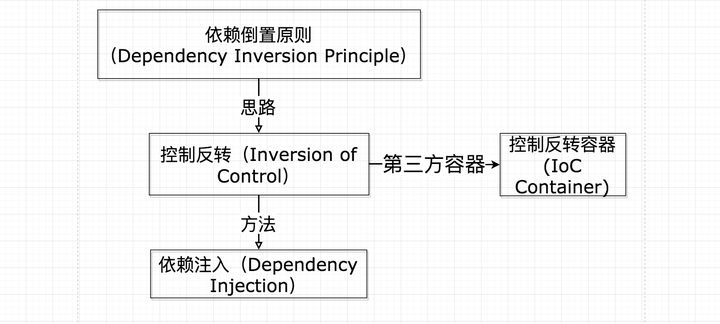 依赖倒置原则
（Dependency Inversion Principle）
思路
控制反转（Inversion of
Control）
第三方容器
控制反转容器
(IoC
Container)
方法
依赖注入（Dependency
Injection）